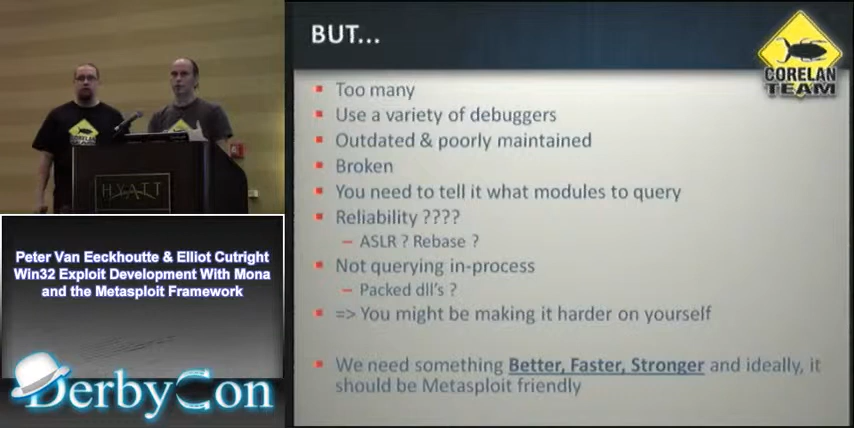 BUT...
CORELAN
TEAM
Too many
Use a variety of debuggers
Outdated & poorly maintained
Broken
You need to tell it what modules to query
Reliability ????
– ASLR ? Rebase ?
Not querying in-process
– Packed dll's ?
=> You might be making it harder on yourself
We need something Better, Faster, Stronger and ideally, it
should be Metasploit friendly
HYATT
Peter Van Eeckhoutte & Elliot Cutright
Win32 Exploit Development With Mona
and the Metasploit Framework
DerbyCon